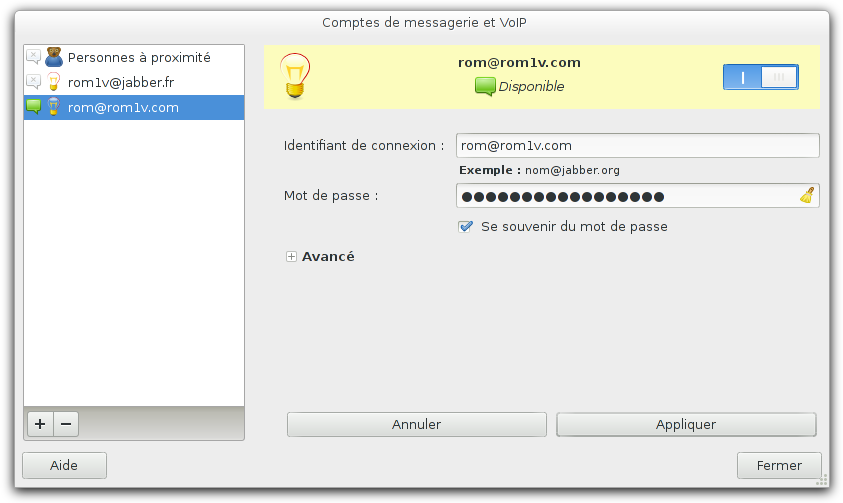 Comptes de messagerie et VoIP
Personnes à proximité
rom1v@jabber.fr
rom@rom1v.com
rom@rom1v.com
Disponible
Identifiant de connexion : rom@rom1v.com
Exemple : nom@jabber.org
Mot de passe : ●●●●●●●●●●●●●●●●●
Se souvenir du mot de passe
Avancé
Annuler
Appliquer
Aide
Fermer